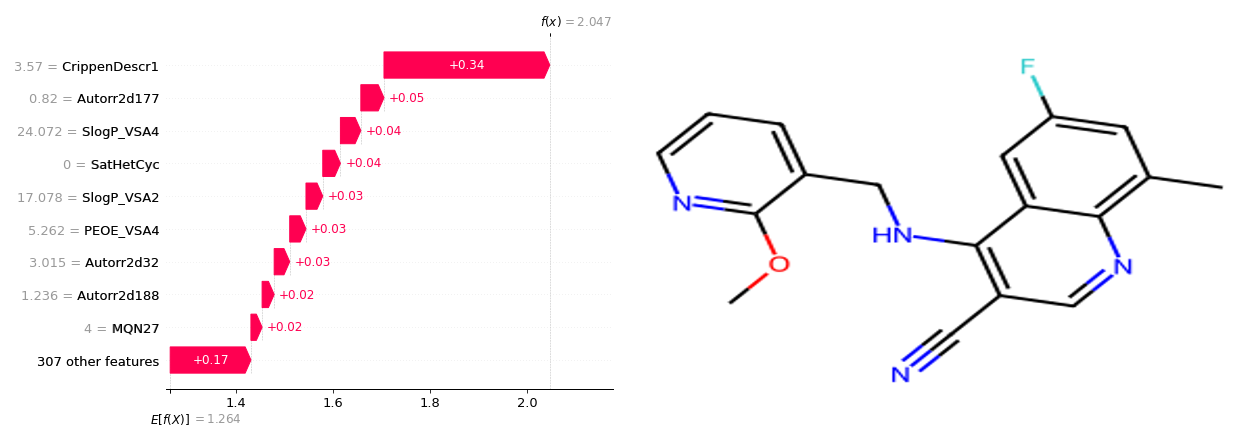 f(x) = 2.047
3.57 = CrippenDescr1
+0.34
0.82 = Autorr2d177
+0.05
24.072 = SlogP_VSA4
+0.04
0 = SatHetCyc
+0.04
17.078 = SlogP_VSA2
+0.03
5.262 = PEOE_VSA4
+0.03
3.015 = Autorr2d32
+0.03
1.236 = Autorr2d188
+0.02
4 = MQN27
+0.02
307 other features
+0.17
1.4 1.6 1.8 2.0
E[f(X)] = 1.264
F
N
HN
O
N
N